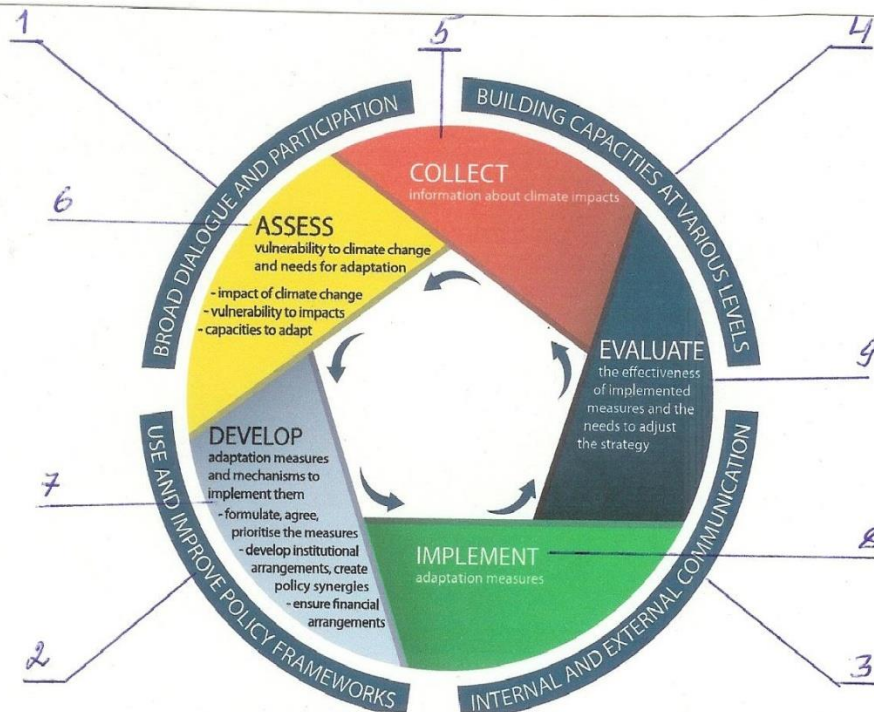 1
5
4
BROAD DIALOGUE AND PARTICIPATION
BUILDING CAPACITIES AT VARIOUS LEVELS
COLLECT
information about climate impacts
6
ASSESS
vulnerability to climate change
and needs for adaptation
- impact of climate change
- vulnerability to impacts
- capacities to adapt
EVALUATE
the effectiveness
of implemented
measures and the
needs to adjust
the strategy
9
DEVELOP
adaptation measures
and mechanisms to
implement them
- formulate, agree,
prioritise the measures
- develop institutional
arrangements, create
policy synergies
- ensure financial
arrangements
7
IMPLEMENT
adaptation measures
USE AND IMPROVE POLICY FRAMEWORKS
INTERNAL AND EXTERNAL COMMUNICATION
2
3